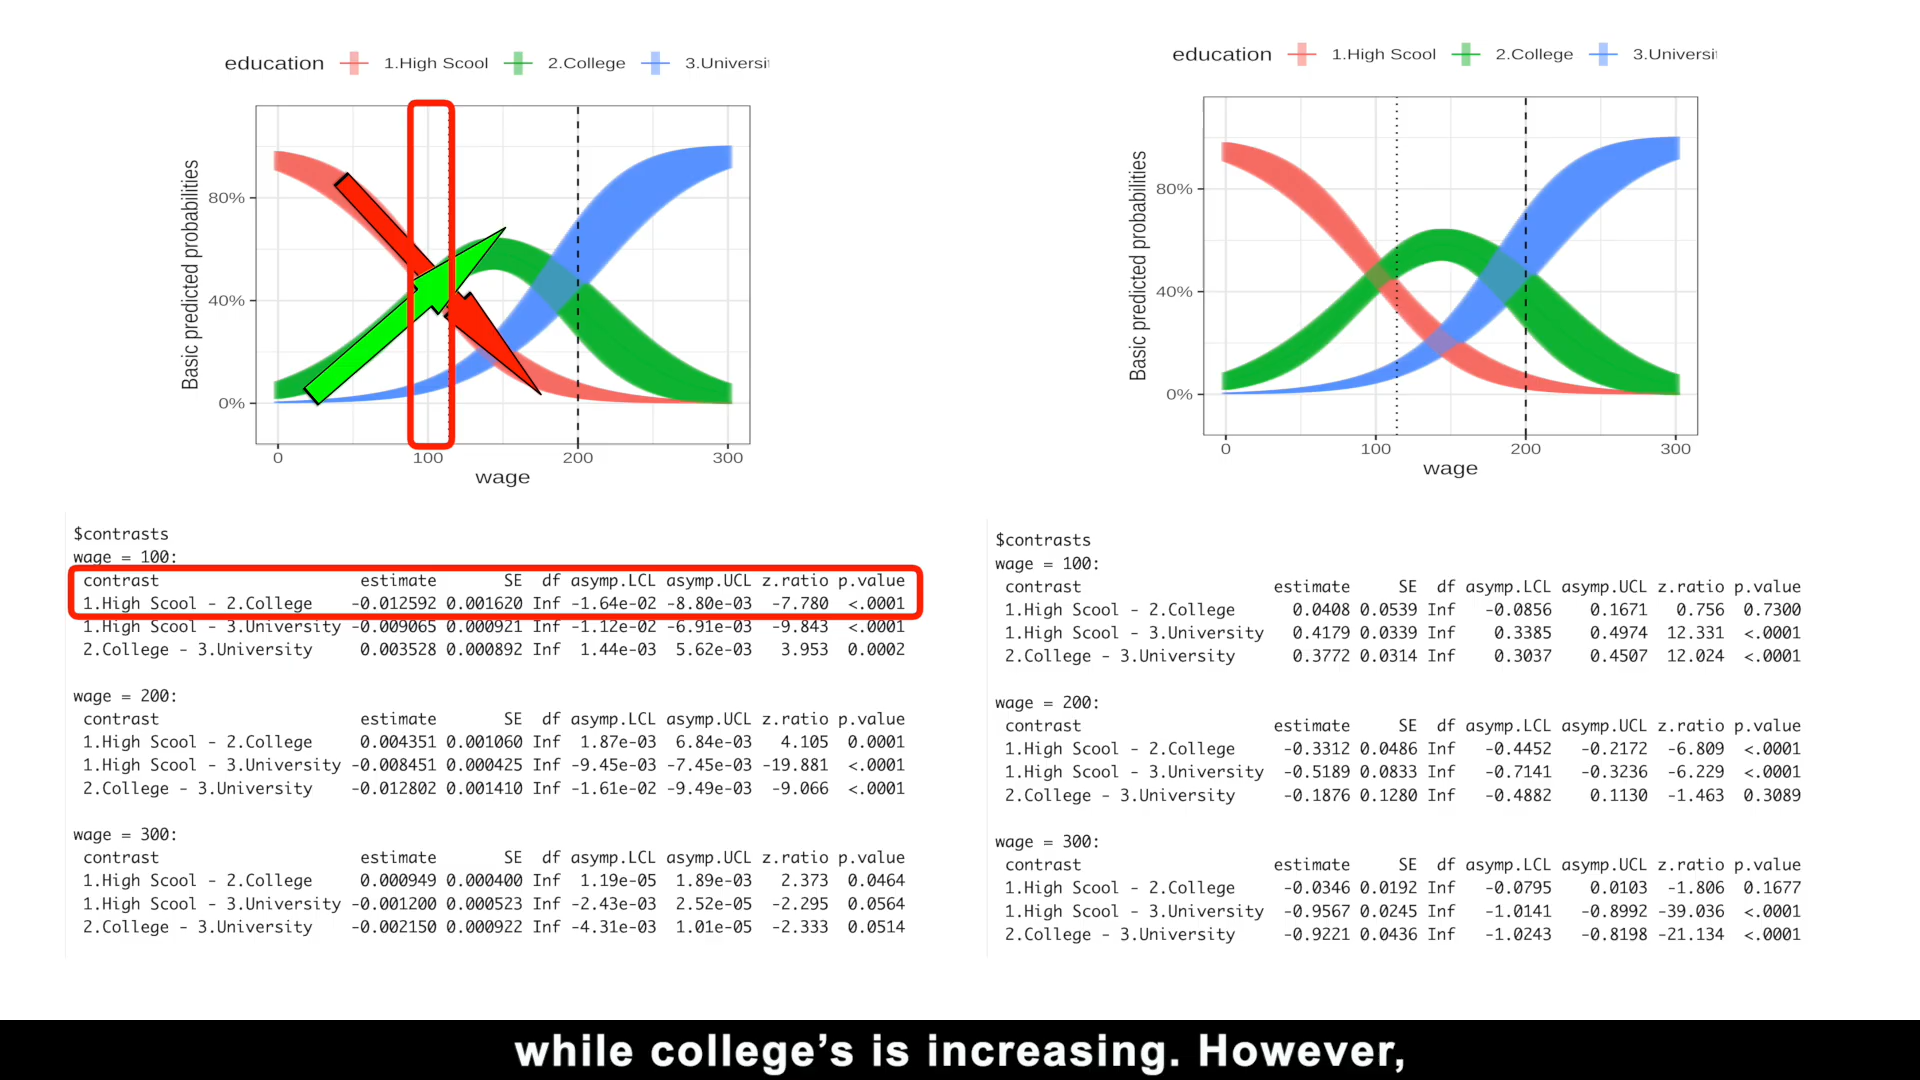 education 1.High Scool 2.College 3.Universi
Basic predicted probabilities
80%
40%
0%
0 100 200 300
wage
education 1.High Scool 2.College 3.Universi
Basic predicted probabilities
80%
40%
0%
0 100 200 300
wage
$contrasts
wage = 100:
contrast estimate SE df asymp.LCL asymp.UCL z.ratio p.value
1.High Scool - 2.College -0.012592 0.001620 Inf -1.64e-02 -8.80e-03 -7.780 <.0001
1.High Scool - 3.University -0.009065 0.000921 Inf -1.12e-02 -6.91e-03 -9.843 <.0001
2.College - 3.University 0.003528 0.000892 Inf 1.44e-03 5.62e-03 3.953 0.0002
wage = 200:
contrast estimate SE df asymp.LCL asymp.UCL z.ratio p.value
1.High Scool - 2.College 0.004351 0.001060 Inf 1.87e-03 6.84e-03 4.105 0.0001
1.High Scool - 3.University -0.008451 0.000425 Inf -9.45e-03 -7.45e-03 -19.881 <.0001
2.College - 3.University -0.012802 0.001410 Inf -1.61e-02 -9.49e-03 -9.066 <.0001
wage = 300:
contrast estimate SE df asymp.LCL asymp.UCL z.ratio p.value
1.High Scool - 2.College 0.000949 0.000400 Inf 1.19e-05 1.89e-03 2.373 0.0464
1.High Scool - 3.University -0.001200 0.000523 Inf -2.43e-03 2.52e-05 -2.295 0.0564
2.College - 3.University -0.002150 0.000922 Inf -4.31e-03 1.01e-05 -2.333 0.0514
$contrasts
wage = 100:
contrast estimate SE df asymp.LCL asymp.UCL z.ratio p.value
1.High Scool - 2.College 0.0408 0.0539 Inf -0.0856 0.1671 0.756 0.7300
1.High Scool - 3.University 0.4179 0.0339 Inf 0.3385 0.4974 12.331 <.0001
2.College - 3.University 0.3772 0.0314 Inf 0.3037 0.4507 12.024 <.0001
wage = 200:
contrast estimate SE df asymp.LCL asymp.UCL z.ratio p.value
1.High Scool - 2.College -0.3312 0.0486 Inf -0.4452 -0.2172 -6.809 <.0001
1.High Scool - 3.University -0.5189 0.0833 Inf -0.7141 -0.3236 -6.229 <.0001
2.College - 3.University -0.1876 0.1280 Inf -0.4882 0.1130 -1.463 0.3089
wage = 300:
contrast estimate SE df asymp.LCL asymp.UCL z.ratio p.value
1.High Scool - 2.College -0.0346 0.0192 Inf -0.0795 0.0103 -1.806 0.1677
1.High Scool - 3.University -0.9567 0.0245 Inf -1.0141 -0.8992 -39.036 <.0001
2.College - 3.University -0.9221 0.0436 Inf -1.0243 -0.8198 -21.134 <.0001
while college’s is increasing. However,